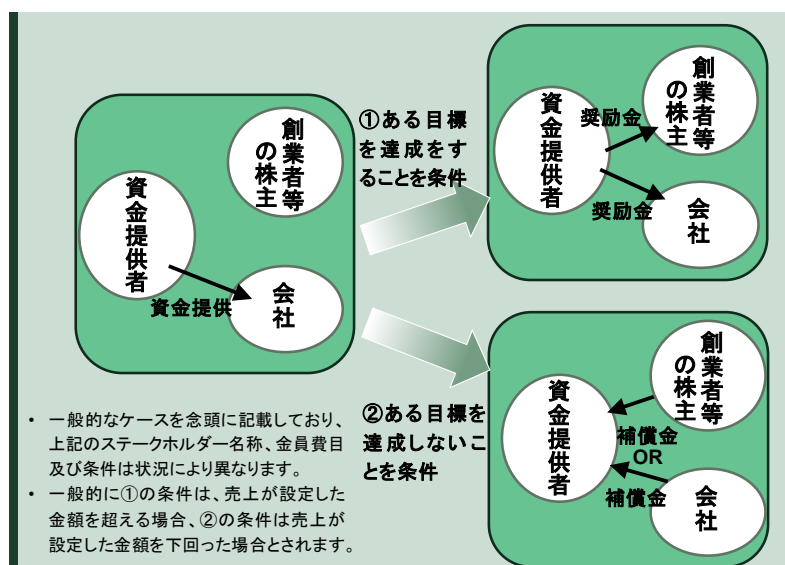 創業者等
の株主
資金提供者
資金提供
会社
①ある目標
を達成をす
ることを条件
創業者等
の株主
資金提供者
奨励金
奨励金
会社
②ある目標を
達成しないこ
とを条件
創業者等
の株主
資金提供者
補償金
OR
補償金
会社
・ 一般的なケースを念頭に記載しており、
上記のステークホルダー名称、金員費目
及び条件は状況により異なります。
・ 一般的に①の条件は、売上が設定した
金額を超える場合、②の条件は売上が
設定した金額を下回った場合とされます。